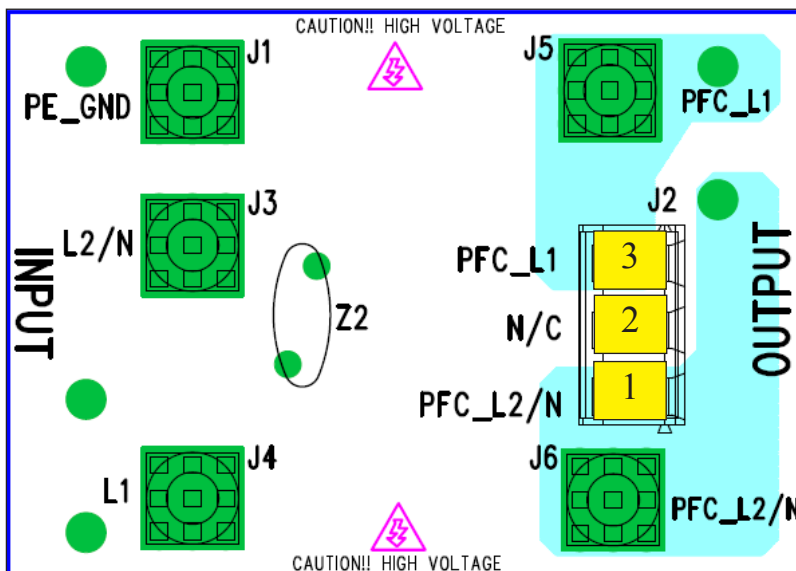 CAUTION!! HIGH VOLTAGE
J1
J5
PE_GND
PFC_L1
J3
J2
L2/N
PFC_L1
3
INPUT
Z2
N/C
2
OUTPUT
PFC_L2/N
1
J4
J6
L1
PFC_L2/N
CAUTION!! HIGH VOLTAGE